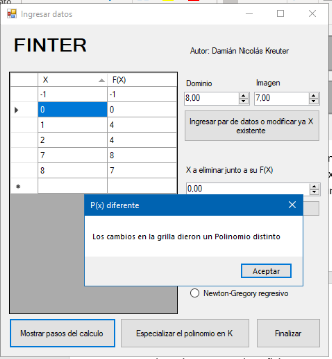 Ingresar datos
FINTER
Autor: Damián Nicolás Kreuter
X F(X)
-1 -1
0 0
1 4
2 4
7 8
8 7
Dominio Imagen
8,00 7,00
Ingresar par de datos o modificar ya X
existente
X a eliminar junto a su F(X)
0,00
P(x) diferente
Los cambios en la grilla dieron un Polinomio distinto
Aceptar
Newton-Gregory regresivo
Mostrar pasos del calculo Especializar el polinomio en K Finalizar